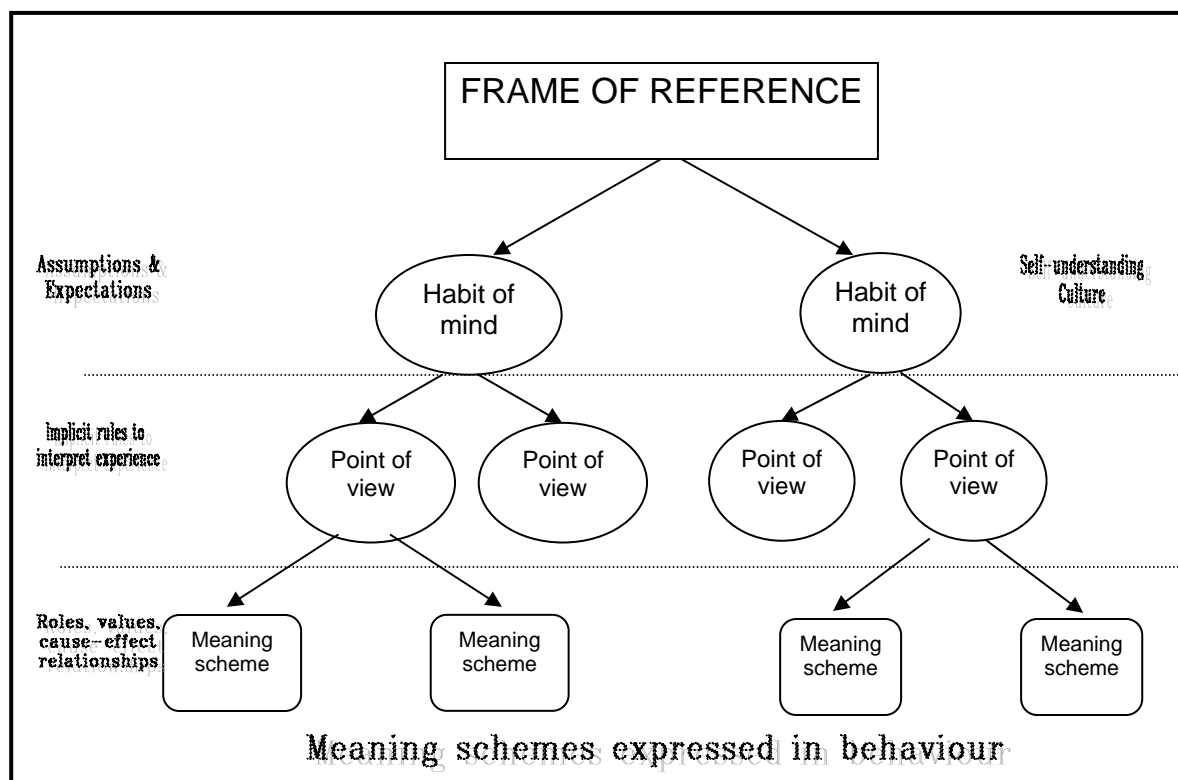 FRAME OF REFERENCE
Assumptions &
Expectations
Habit of
mind
Habit of
mind
Self-understanding
Culture
Implicit rules to
interpret experience
Point of
view
Point of
view
Point of
view
Point of
view
Roles, values,
cause-effect
relationships
Meaning
scheme
Meaning
scheme
Meaning
scheme
Meaning
scheme
Meaning schemes expressed in behaviour